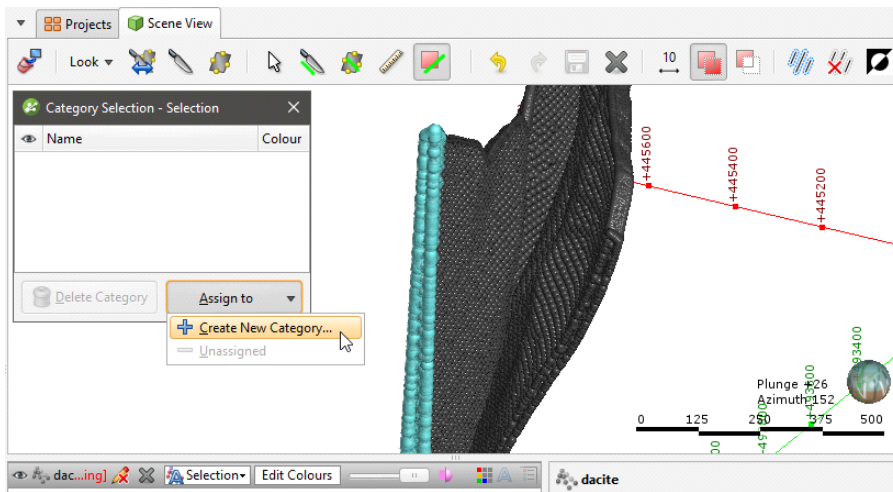 Projects Scene View
Look 10
Category Selection - Selection
Name Colour
Delete Category Assign to
Create New Category...
Unassigned
+445600
+445400
+445200
Plunge +26
Azimuth 152
0 125 250 375 500
dac...ing] Selection Edit Colours
dacite